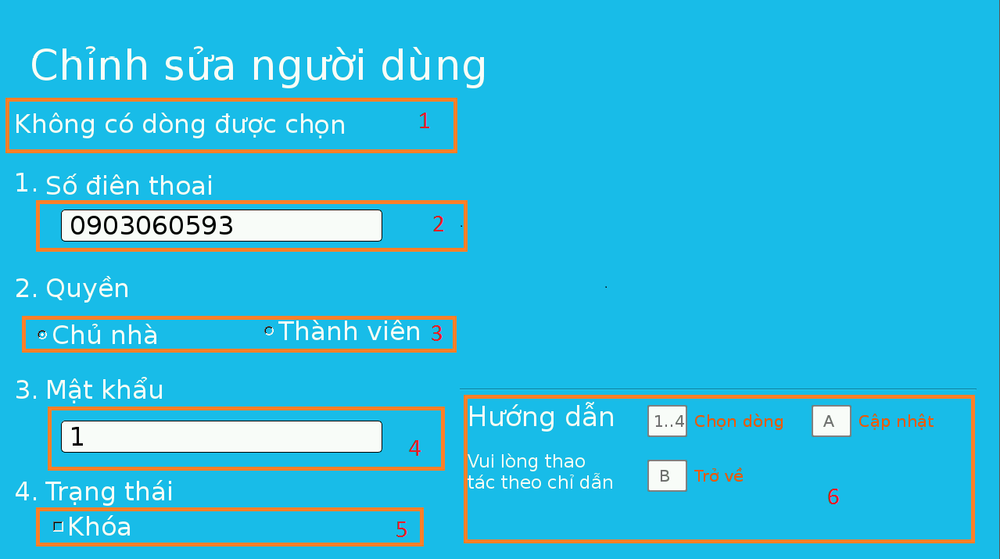 Chỉnh sửa người dùng
Không có dòng được chọn 1
1. Số điên thoai
0903060593 2
2. Quyền
Chủ nhà Thành viên 3
3. Mật khẩu
1 4
4. Trạng thái
Khóa 5
Hướng dẫn 1..4 Chọn dòng A Cập nhật
Vui lòng thao
tác theo chỉ dẫn B Trở về
6